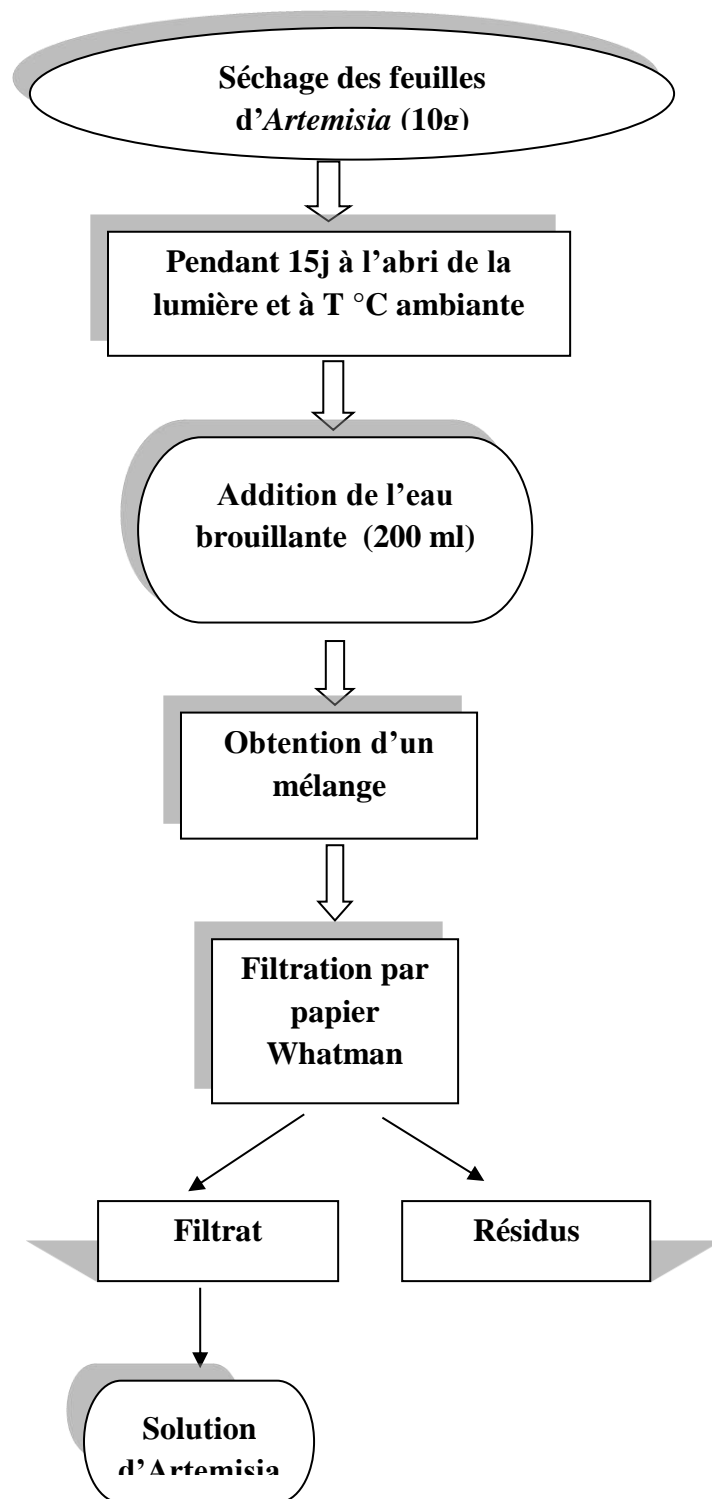 Séchage des feuilles
d’Artemisia (10g)
Pendant 15j à l’abri de la
lumière et à T °C ambiante
Addition de l’eau
brouillante (200 ml)
Obtention d’un
mélange
Filtration par
papier
Whatman
Filtrat
Résidus
Solution
d’Artemisia